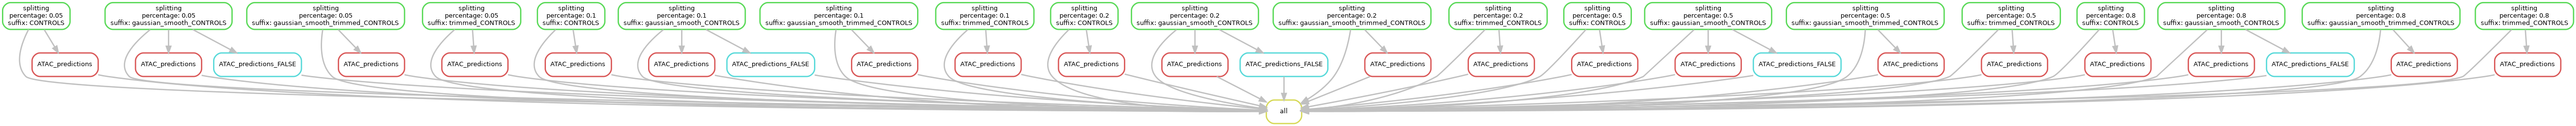 splitting
percentage: 0.05
suffix: CONTROLS
splitting
percentage: 0.05
suffix: gaussian_smooth_CONTROLS
splitting
percentage: 0.05
suffix: gaussian_smooth_trimmed_CONTROLS
splitting
percentage: 0.05
suffix: trimmed_CONTROLS
splitting
percentage: 0.1
suffix: CONTROLS
splitting
percentage: 0.1
suffix: gaussian_smooth_CONTROLS
splitting
percentage: 0.1
suffix: gaussian_smooth_trimmed_CONTROLS
splitting
percentage: 0.1
suffix: trimmed_CONTROLS
splitting
percentage: 0.2
suffix: CONTROLS
splitting
percentage: 0.2
suffix: gaussian_smooth_CONTROLS
splitting
percentage: 0.2
suffix: gaussian_smooth_trimmed_CONTROLS
splitting
percentage: 0.2
suffix: trimmed_CONTROLS
splitting
percentage: 0.5
suffix: CONTROLS
splitting
percentage: 0.5
suffix: gaussian_smooth_CONTROLS
splitting
percentage: 0.5
suffix: gaussian_smooth_trimmed_CONTROLS
splitting
percentage: 0.5
suffix: trimmed_CONTROLS
splitting
percentage: 0.8
suffix: CONTROLS
splitting
percentage: 0.8
suffix: gaussian_smooth_CONTROLS
splitting
percentage: 0.8
suffix: gaussian_smooth_trimmed_CONTROLS
splitting
percentage: 0.8
suffix: trimmed_CONTROLS
ATAC_predictions
ATAC_predictions
ATAC_predictions_FALSE
ATAC_predictions
ATAC_predictions
ATAC_predictions
ATAC_predictions
ATAC_predictions_FALSE
ATAC_predictions
ATAC_predictions
ATAC_predictions
ATAC_predictions
ATAC_predictions_FALSE
ATAC_predictions
ATAC_predictions
ATAC_predictions
ATAC_predictions
ATAC_predictions_FALSE
ATAC_predictions
ATAC_predictions
ATAC_predictions
ATAC_predictions
ATAC_predictions_FALSE
ATAC_predictions
ATAC_predictions
all